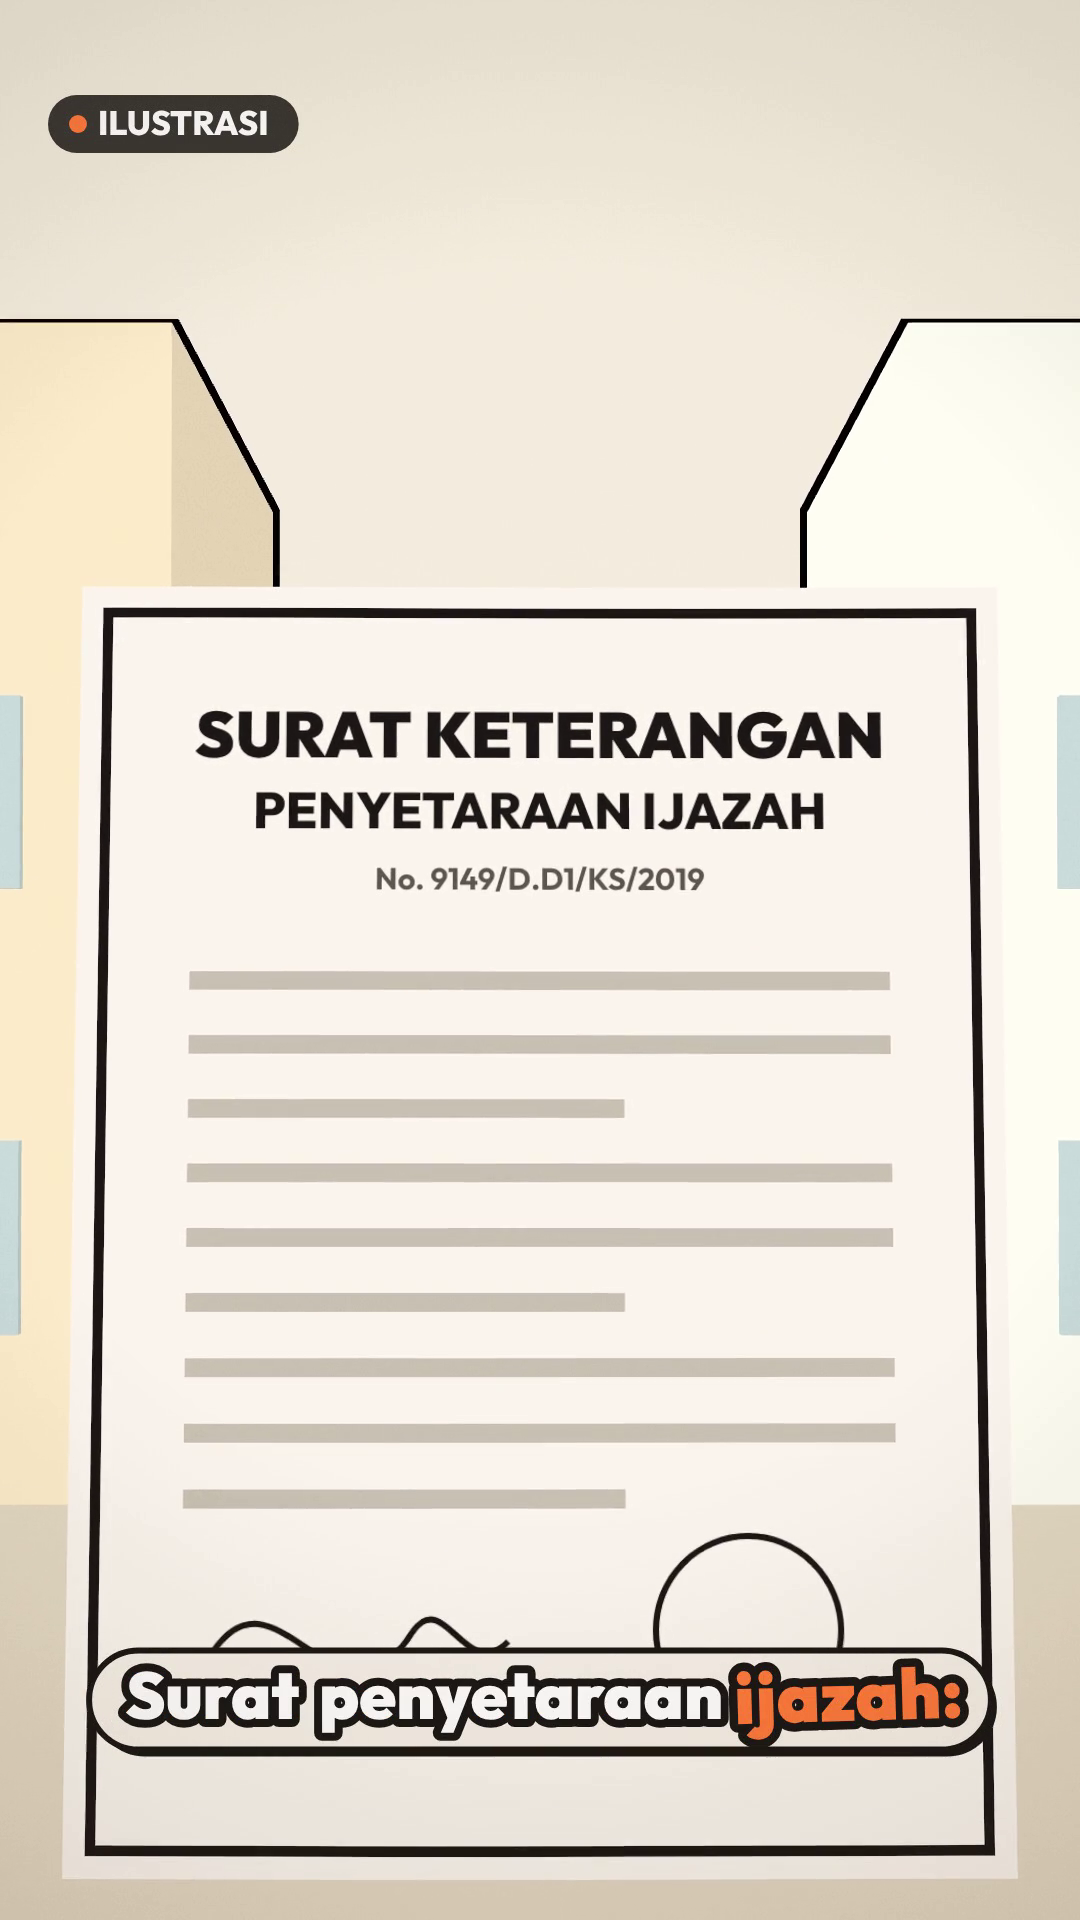 ILUSTRASI
SURAT KETERANGAN
PENYETARAAN IJAZAH
No. 9149/D.D1/KS/2019
Surat penyetaraan ijazah: